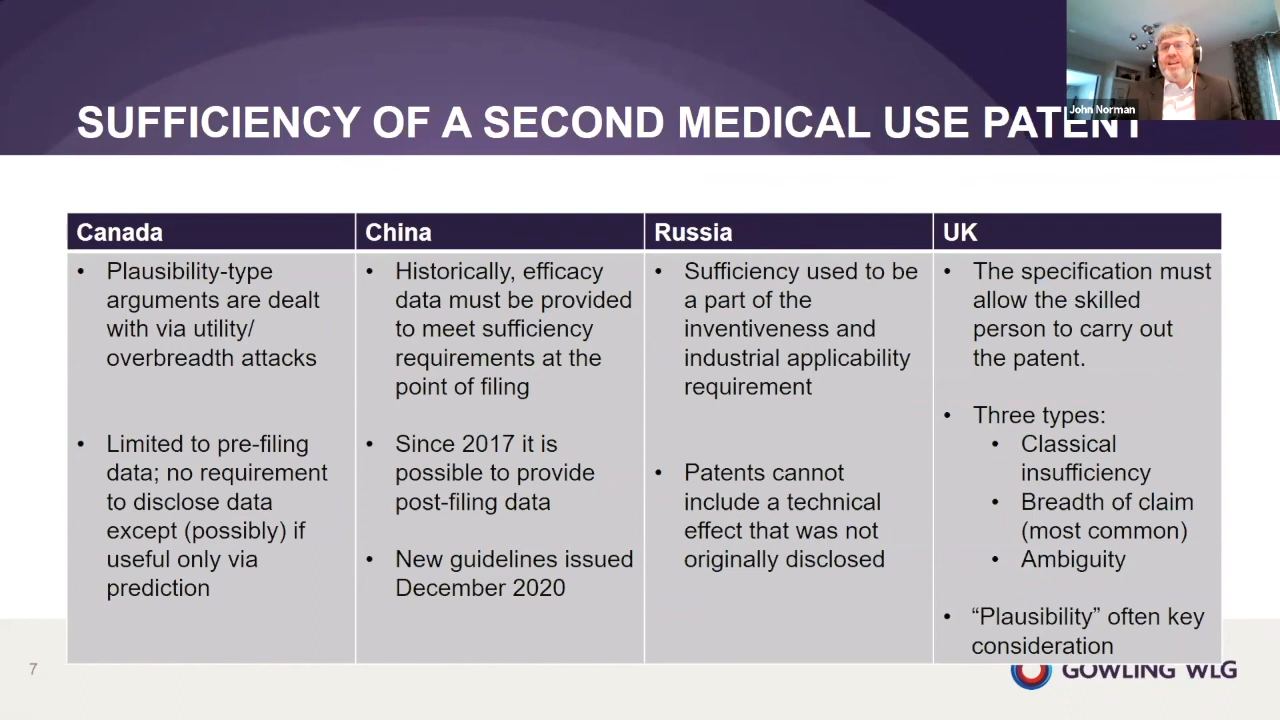 John Norman
SUFFICIENCY OF A SECOND MEDICAL USE PATENT
Canada
• Plausibility-type
arguments are dealt
with via utility/
overbreadth attacks
• Limited to pre-filing
data; no requirement
to disclose data
except (possibly) if
useful only via
prediction
China
• Historically, efficacy
data must be provided
to meet sufficiency
requirements at the
point of filing
• Since 2017 it is
possible to provide
post-filing data
• New guidelines issued
December 2020
Russia
• Sufficiency used to be
a part of the
inventiveness and
industrial applicability
requirement
• Patents cannot
include a technical
effect that was not
originally disclosed
UK
• The specification must
allow the skilled
person to carry out
the patent.
• Three types:
• Classical
insufficiency
• Breadth of claim
(most common)
• Ambiguity
• “Plausibility” often key
consideration
7
GOWLING WLG